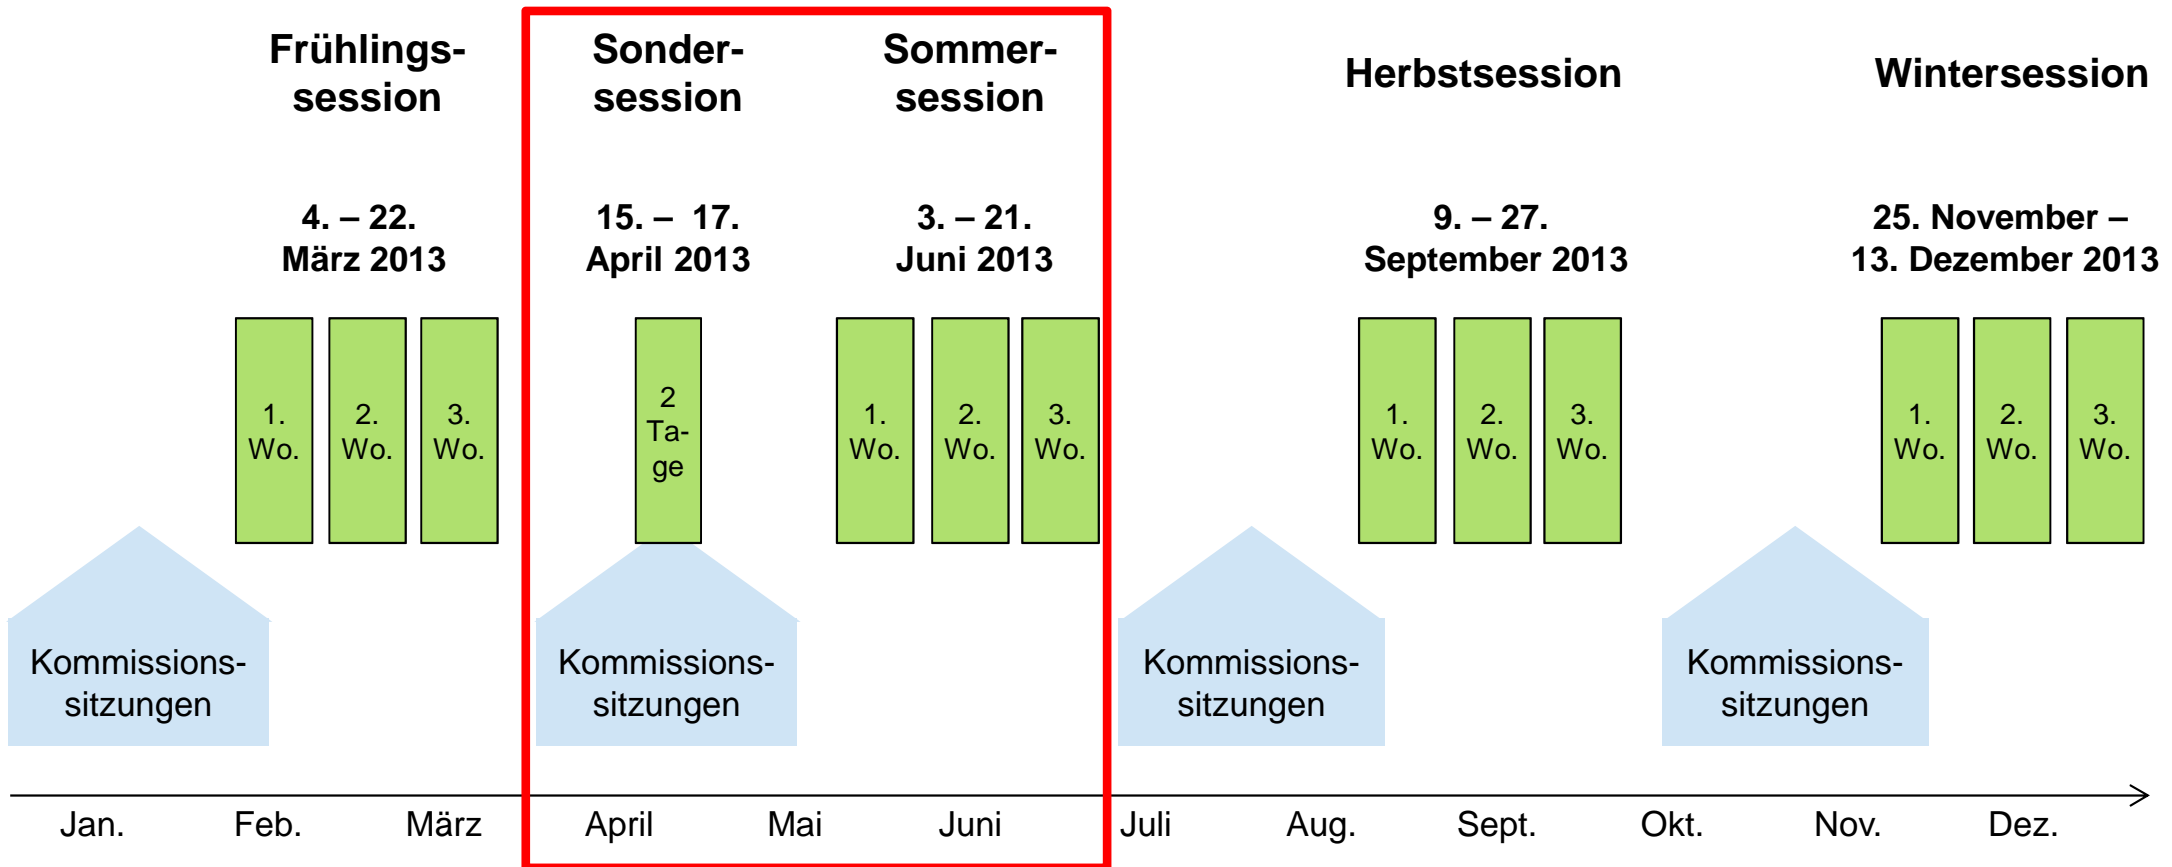 Frühlings-
session
Sonder-
session
Sommer-
session
Herbstsession
Wintersession
4. – 22.
März 2013
15. –  17.
April 2013
3. – 21.
Juni 2013
9. – 27.
September 2013
25. November –
13. Dezember 2013
1.
Wo.
2.
Wo.
3.
Wo.
2
Ta-
ge
1.
Wo.
2.
Wo.
3.
Wo.
1.
Wo.
2.
Wo.
3.
Wo.
1.
Wo.
2.
Wo.
3.
Wo.
Kommissions-
sitzungen
Kommissions-
sitzungen
Kommissions-
sitzungen
Kommissions-
sitzungen
Jan. Feb. März April Mai Juni Juli Aug. Sept. Okt. Nov. Dez.